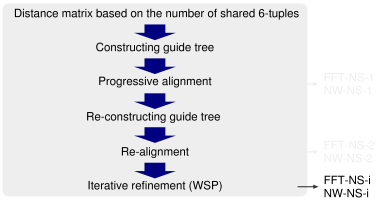 Distance matrix based on the number of shared 6-tuples
Constructing guide tree
Progressive alignment
FFT-NS-1
NW-NS-1
Re-constructing guide tree
Re-alignment
FFT-NS-2
NW-NS-2
Iterative refinement (WSP)
FFT-NS-i
NW-NS-i